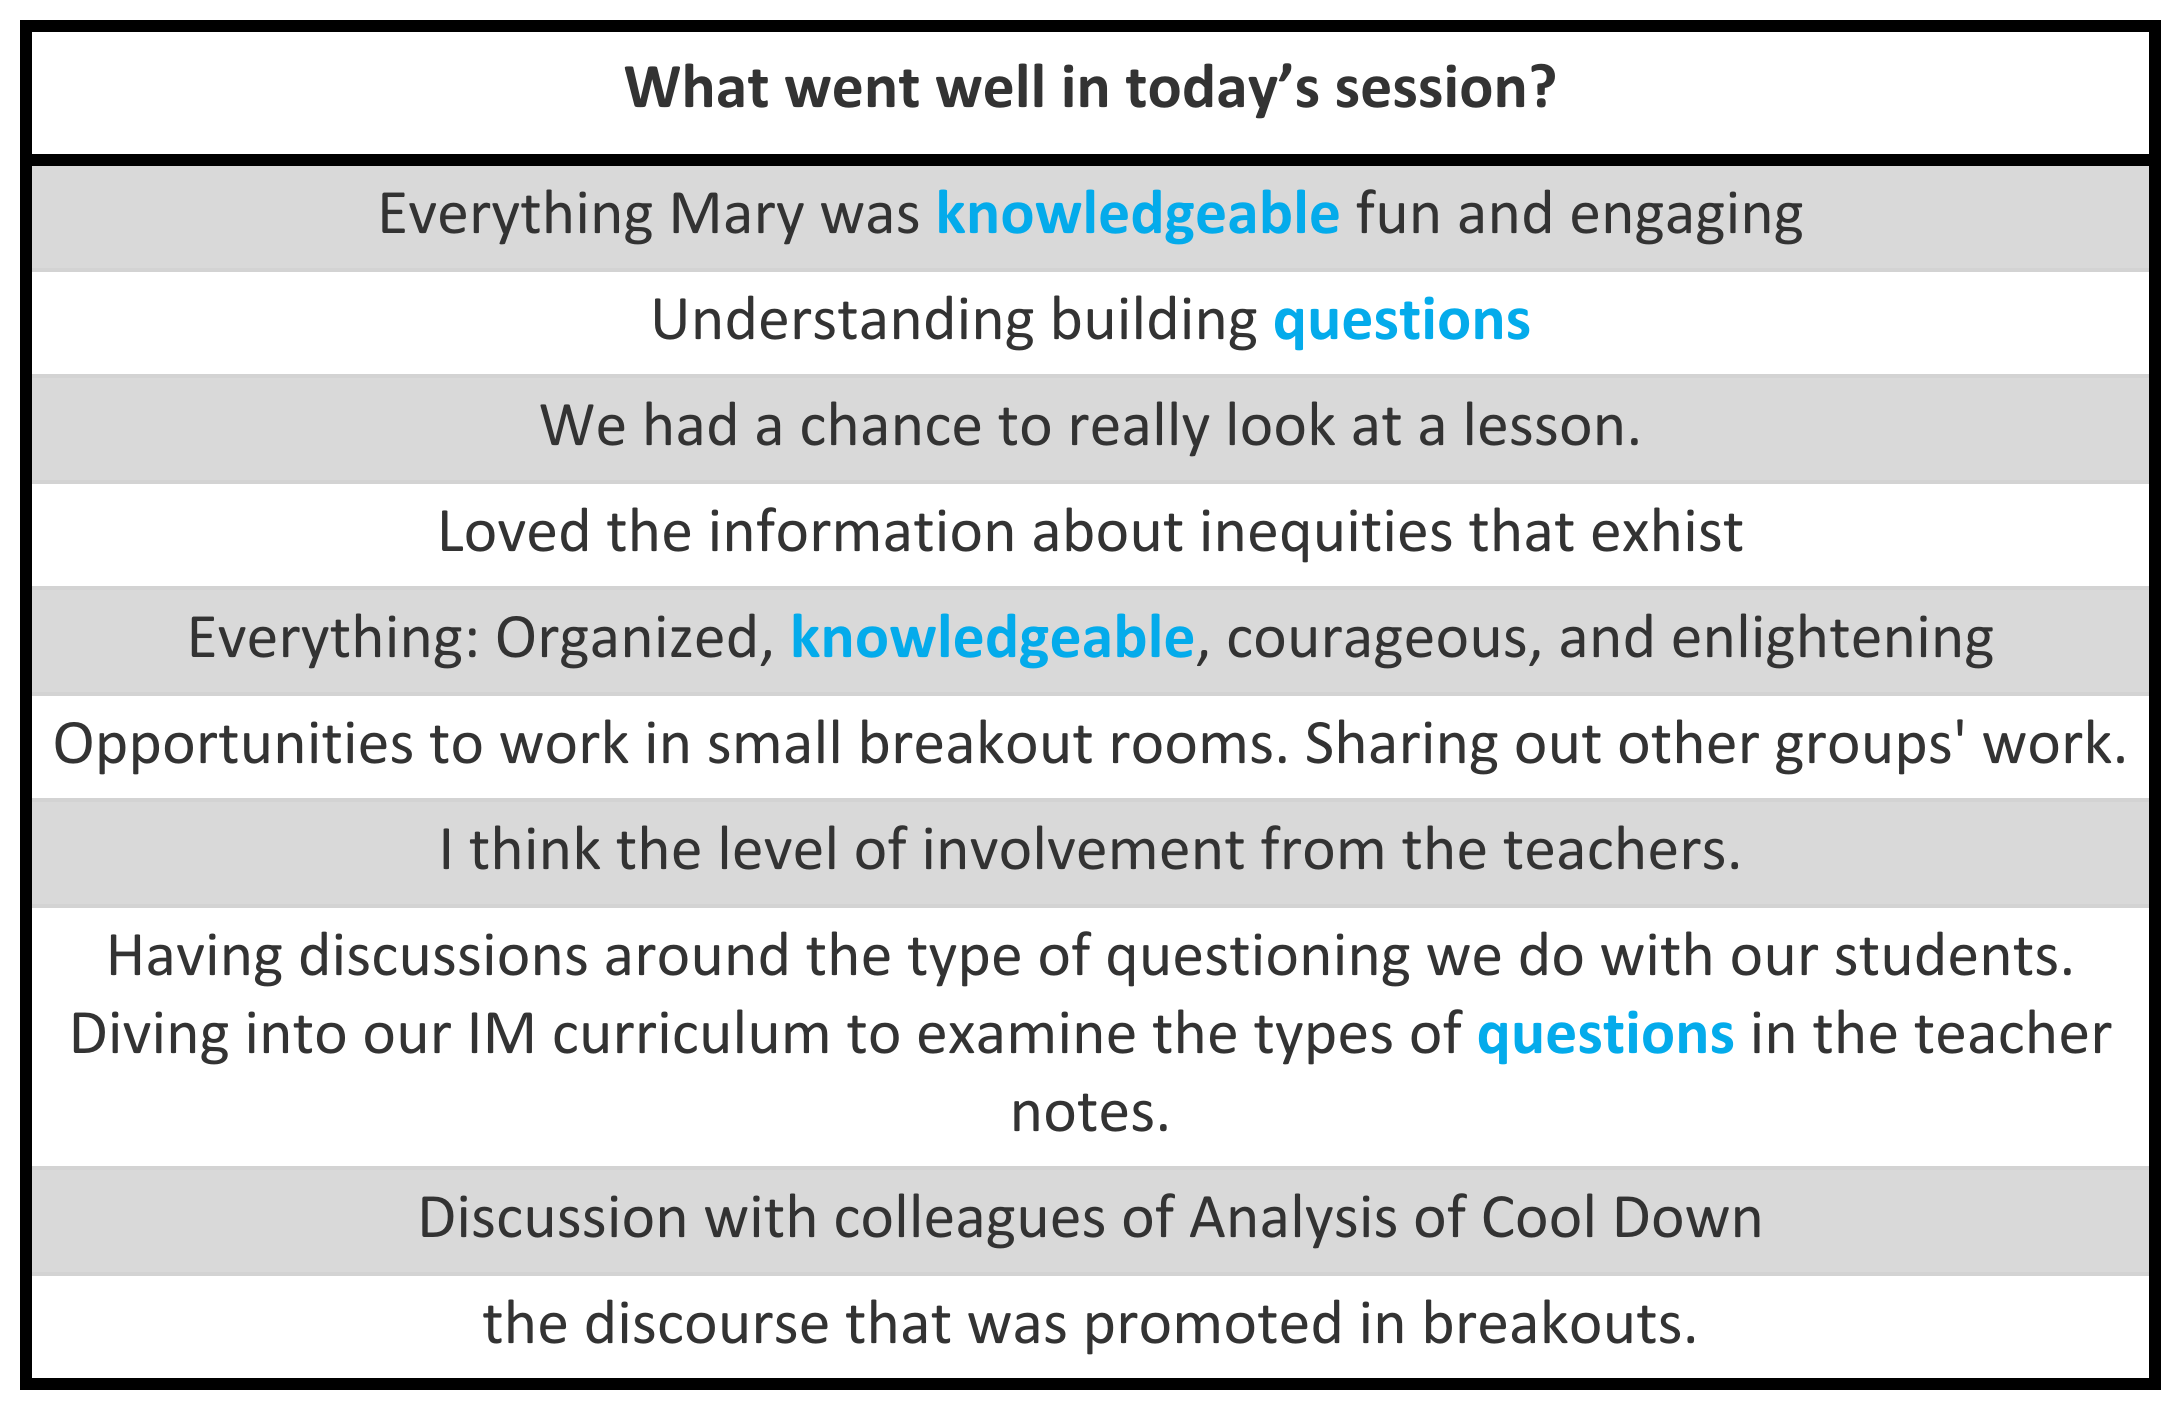 What went well in today’s session?
Everything Mary was knowledgeable fun and engaging
Understanding building questions
We had a chance to really look at a lesson.
Loved the information about inequities that exhist
Everything: Organized, knowledgeable, courageous, and enlightening
Opportunities to work in small breakout rooms. Sharing out other groups' work.
I think the level of involvement from the teachers.
Having discussions around the type of questioning we do with our students.
Diving into our IM curriculum to examine the types of questions in the teacher
notes.
Discussion with colleagues of Analysis of Cool Down
the discourse that was promoted in breakouts.